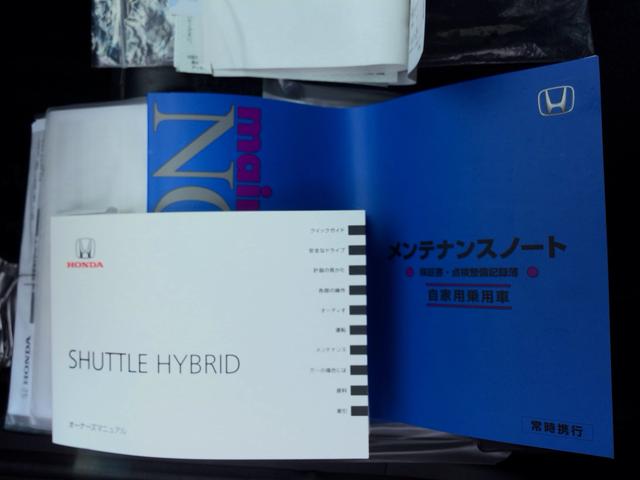 HONDA
SHUTTLE HYBRID
オーナーズマニュアル
クイックガイド
安全なドライブ
計器の見かた
各部の操作
オーディオ
運転
メンテナンス
万一の場合には
資料
索引
メンテナンスノート
保証書・点検整備記録簿
自家用乗用車
常時携行
HONDA